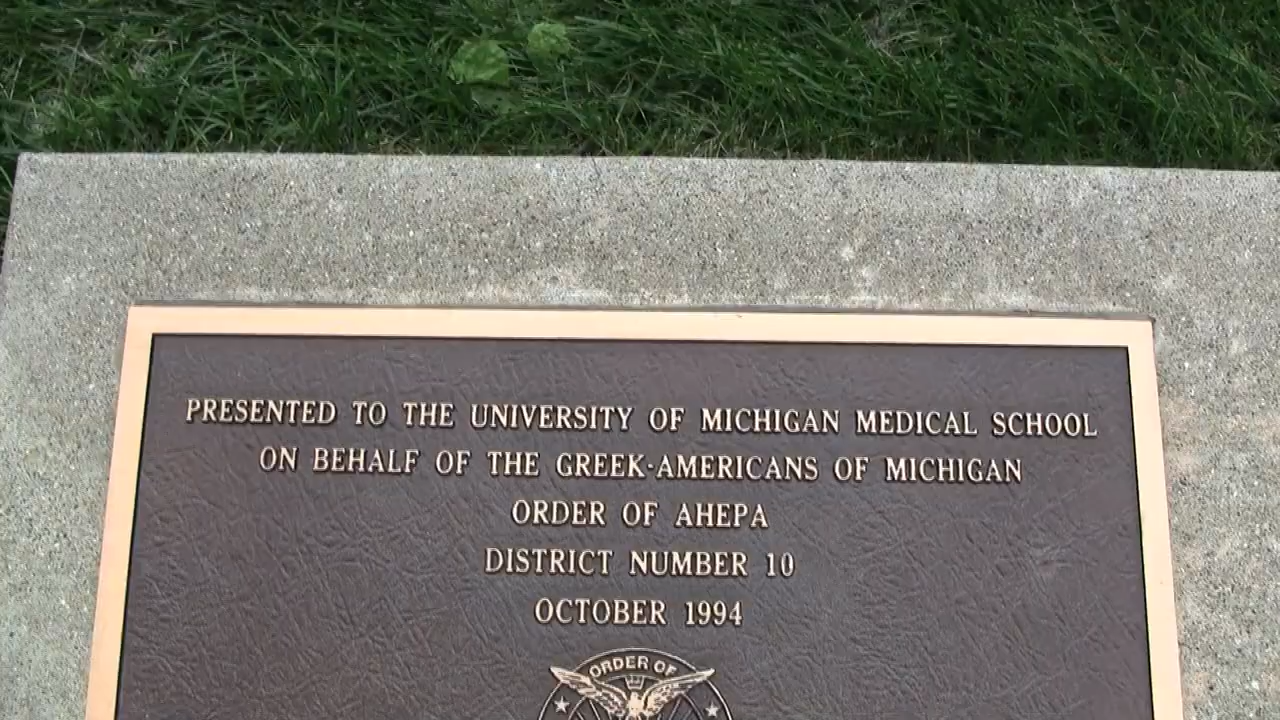 PRESENTED TO THE UNIVERSITY OF MICHIGAN MEDICAL SCHOOL
ON BEHALF OF THE GREEK-AMERICANS OF MICHIGAN
ORDER OF AHEPA
DISTRICT NUMBER 10
OCTOBER 1994
ORDER OF